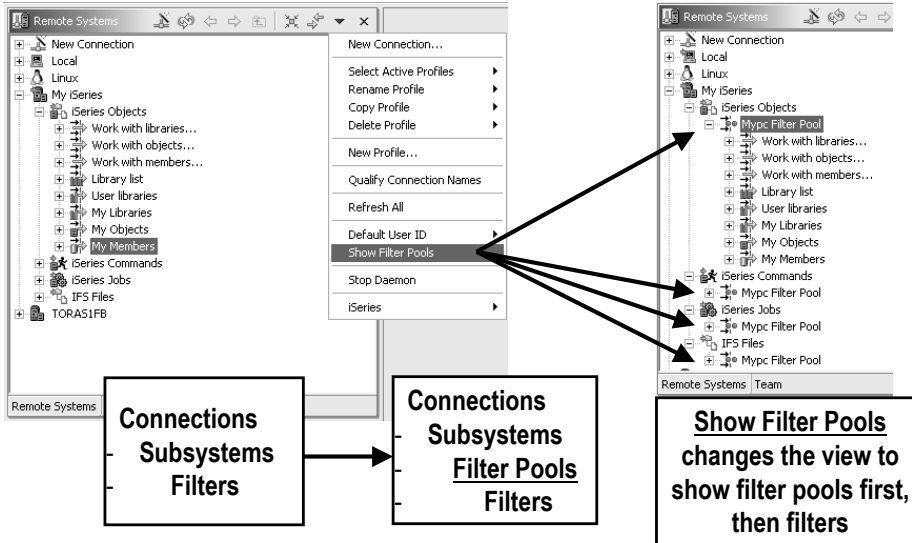 Remote Systems
New Connection
Local
Linux
My iSeries
iSeries Objects
Work with libraries...
Work with objects...
Work with members...
Library list
User libraries
My Libraries
My Objects
My Members
iSeries Commands
iSeries Jobs
IFS Files
TORAS1FB
Remote Systems
New Connection...
Select Active Profiles
Rename Profile
Copy Profile
Delete Profile
New Profile...
Qualify Connection Names
Refresh All
Default User ID
Show Filter Pools
Stop Daemon
iSeries
Remote Systems
New Connection
Local
Linux
My iSeries
iSeries Objects
Mypc Filter Pool
Work with libraries...
Work with objects...
Work with members...
Library list
User libraries
My Libraries
My Objects
My Members
iSeries Commands
Mypc Filter Pool
iSeries Jobs
Mypc Filter Pool
IFS Files
Mypc Filter Pool
Remote Systems Team
Connections
- Subsystems
- Filters
Connections
- Subsystems
- Filter Pools
- Filters
Show Filter Pools
changes the view to
show filter pools first,
then filters